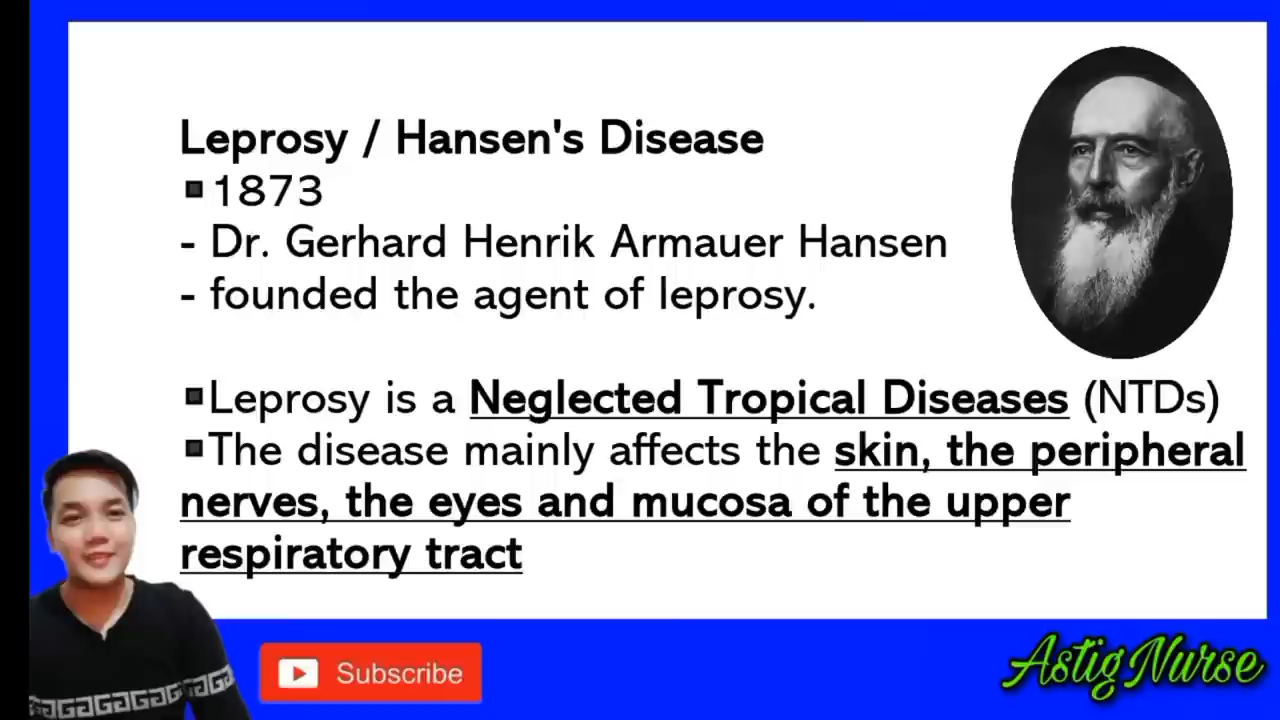 Leprosy / Hansen's Disease
▪1873
- Dr. Gerhard Henrik Armauer Hansen
- founded the agent of leprosy.
▪Leprosy is a Neglected Tropical Diseases (NTDs)
▪The disease mainly affects the skin, the peripheral
nerves, the eyes and mucosa of the upper
respiratory tract
Subscribe
Astig Nurse